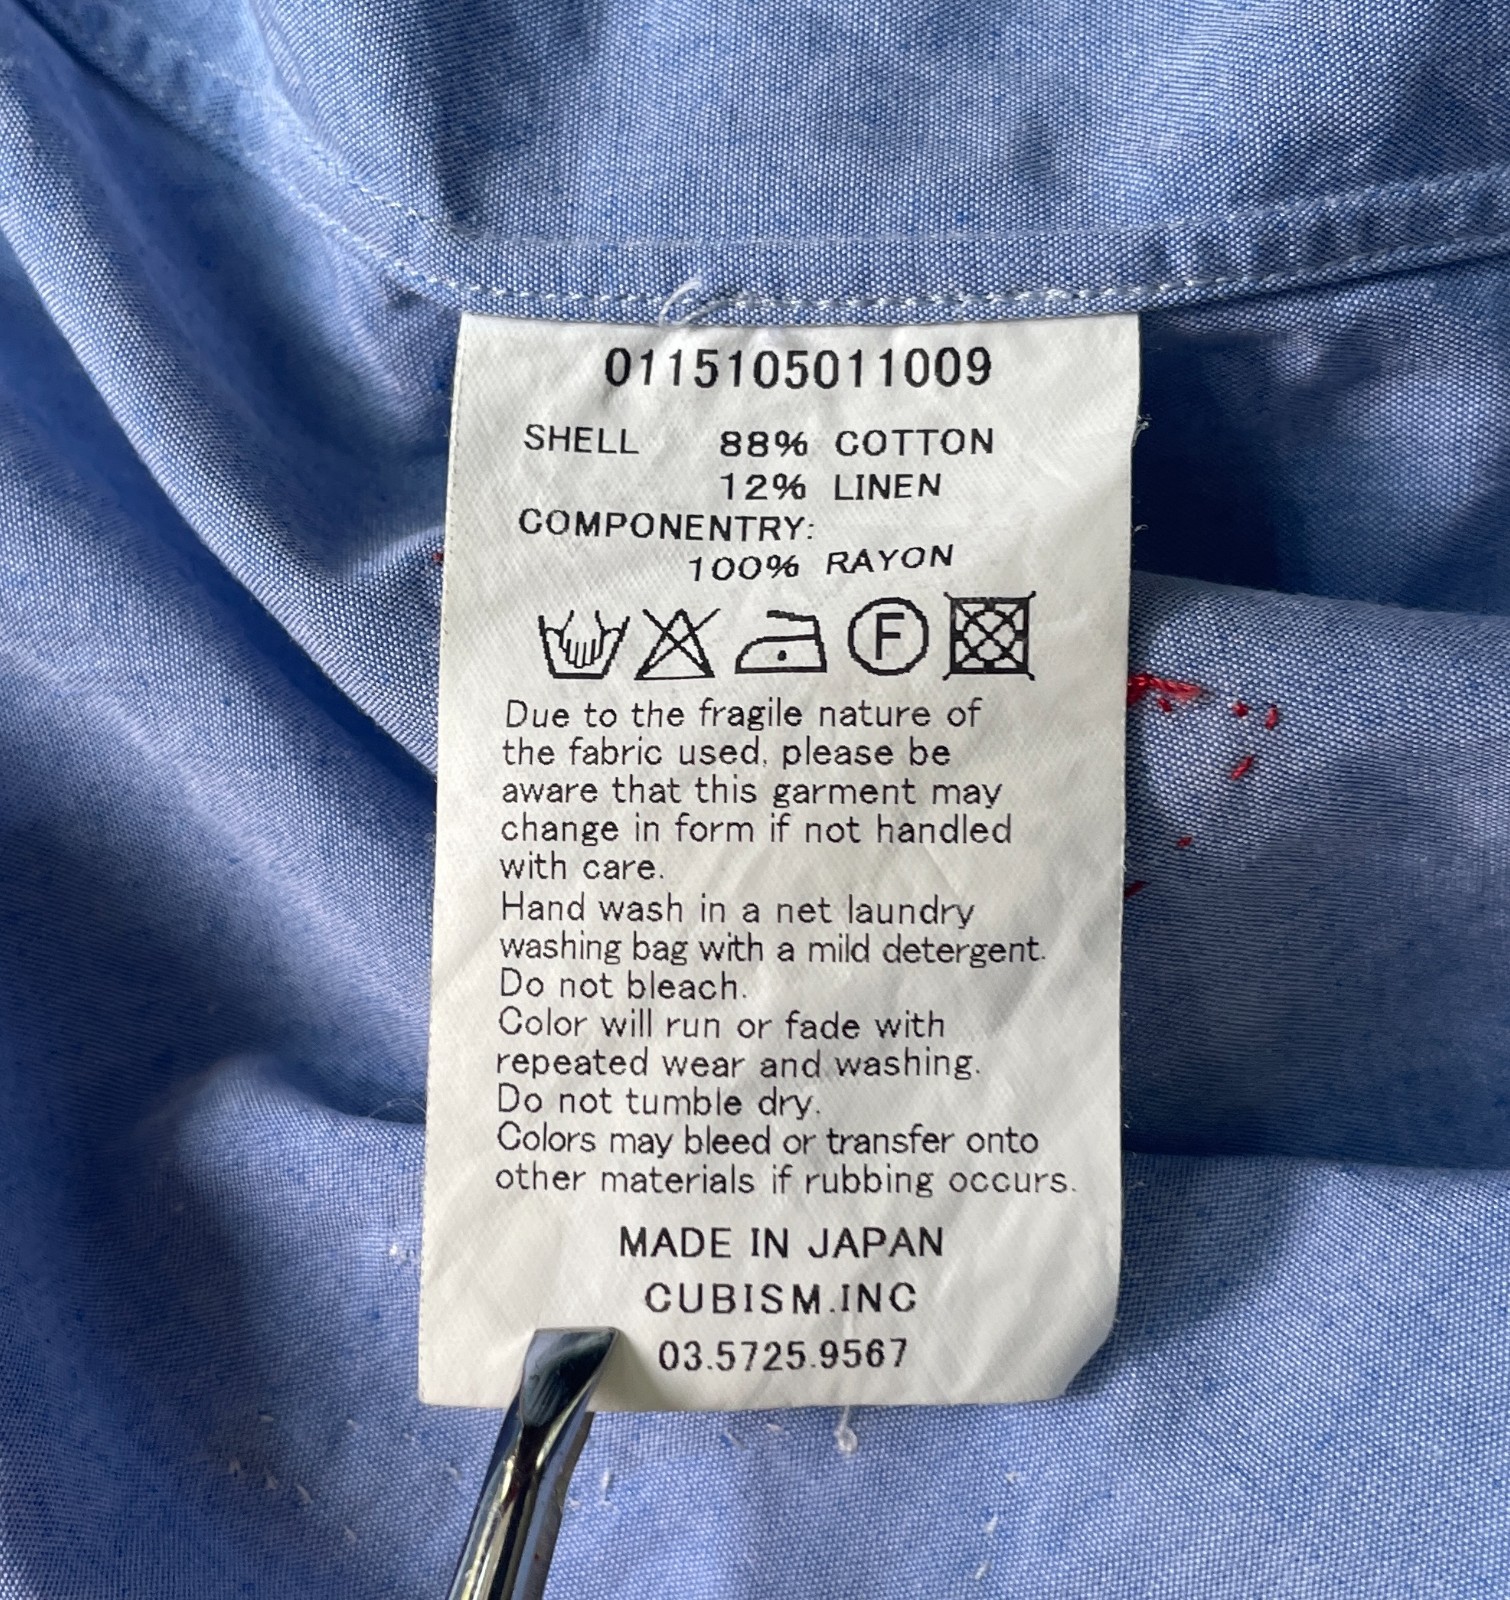 0115105011009
SHELL 88% COTTON
12% LINEN
COMPONENTRY:
100% RAYON
F
Due to the fragile nature of
the fabric used, please be
aware that this garment may
change in form if not handled
with care.
Hand wash in a net laundry
washing bag with a mild detergent.
Do not bleach.
Color will run or fade with
repeated wear and washing.
Do not tumble dry.
Colors may bleed or transfer onto
other materials if rubbing occurs.
MADE IN JAPAN
CUBISM.INC
03.5725.9567